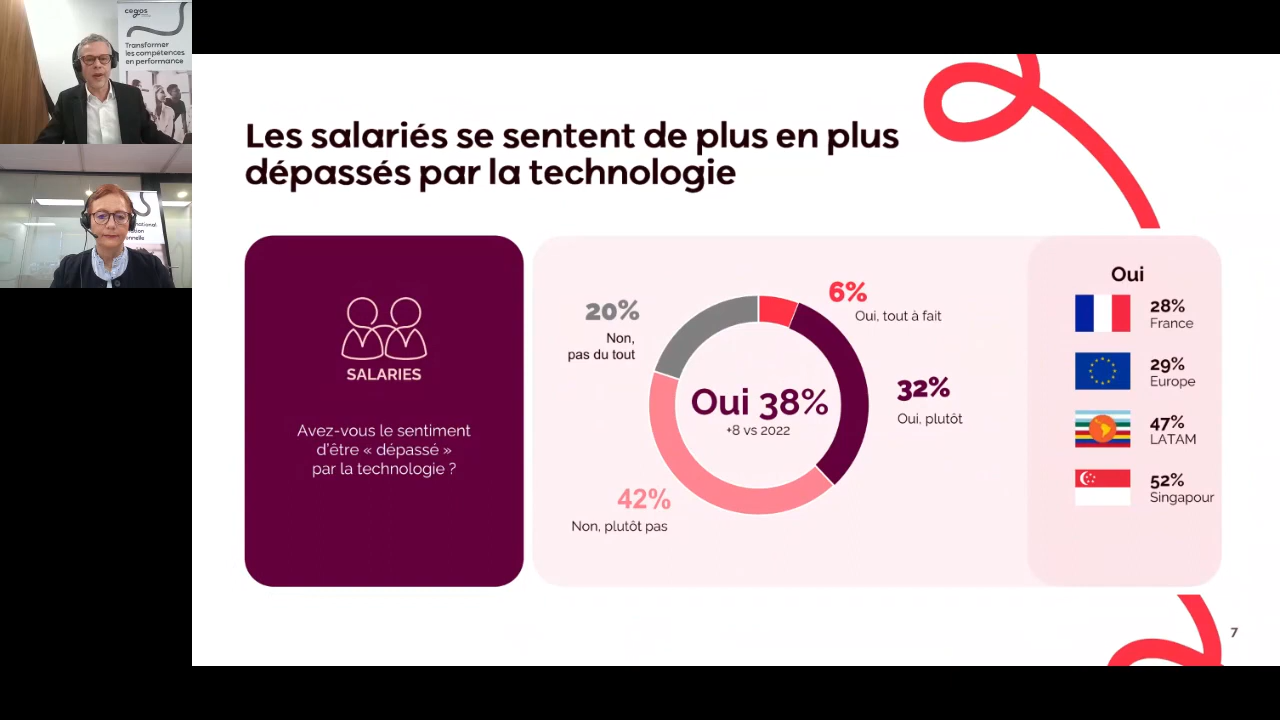 cegos
Transformer
les compétences
en performance
Les salariés se sentent de plus en plus
dépassés par la technologie
SALARIES
Avez-vous le sentiment
d'être « dépassé »
par la technologie ?
20%
Non,
pas du tout
6%
Oui, tout à fait
Oui 38%
+8 vs 2022
32%
Oui, plutôt
42%
Non, plutôt pas
Oui
28%
France
29%
Europe
47%
LATAM
52%
Singapour
7